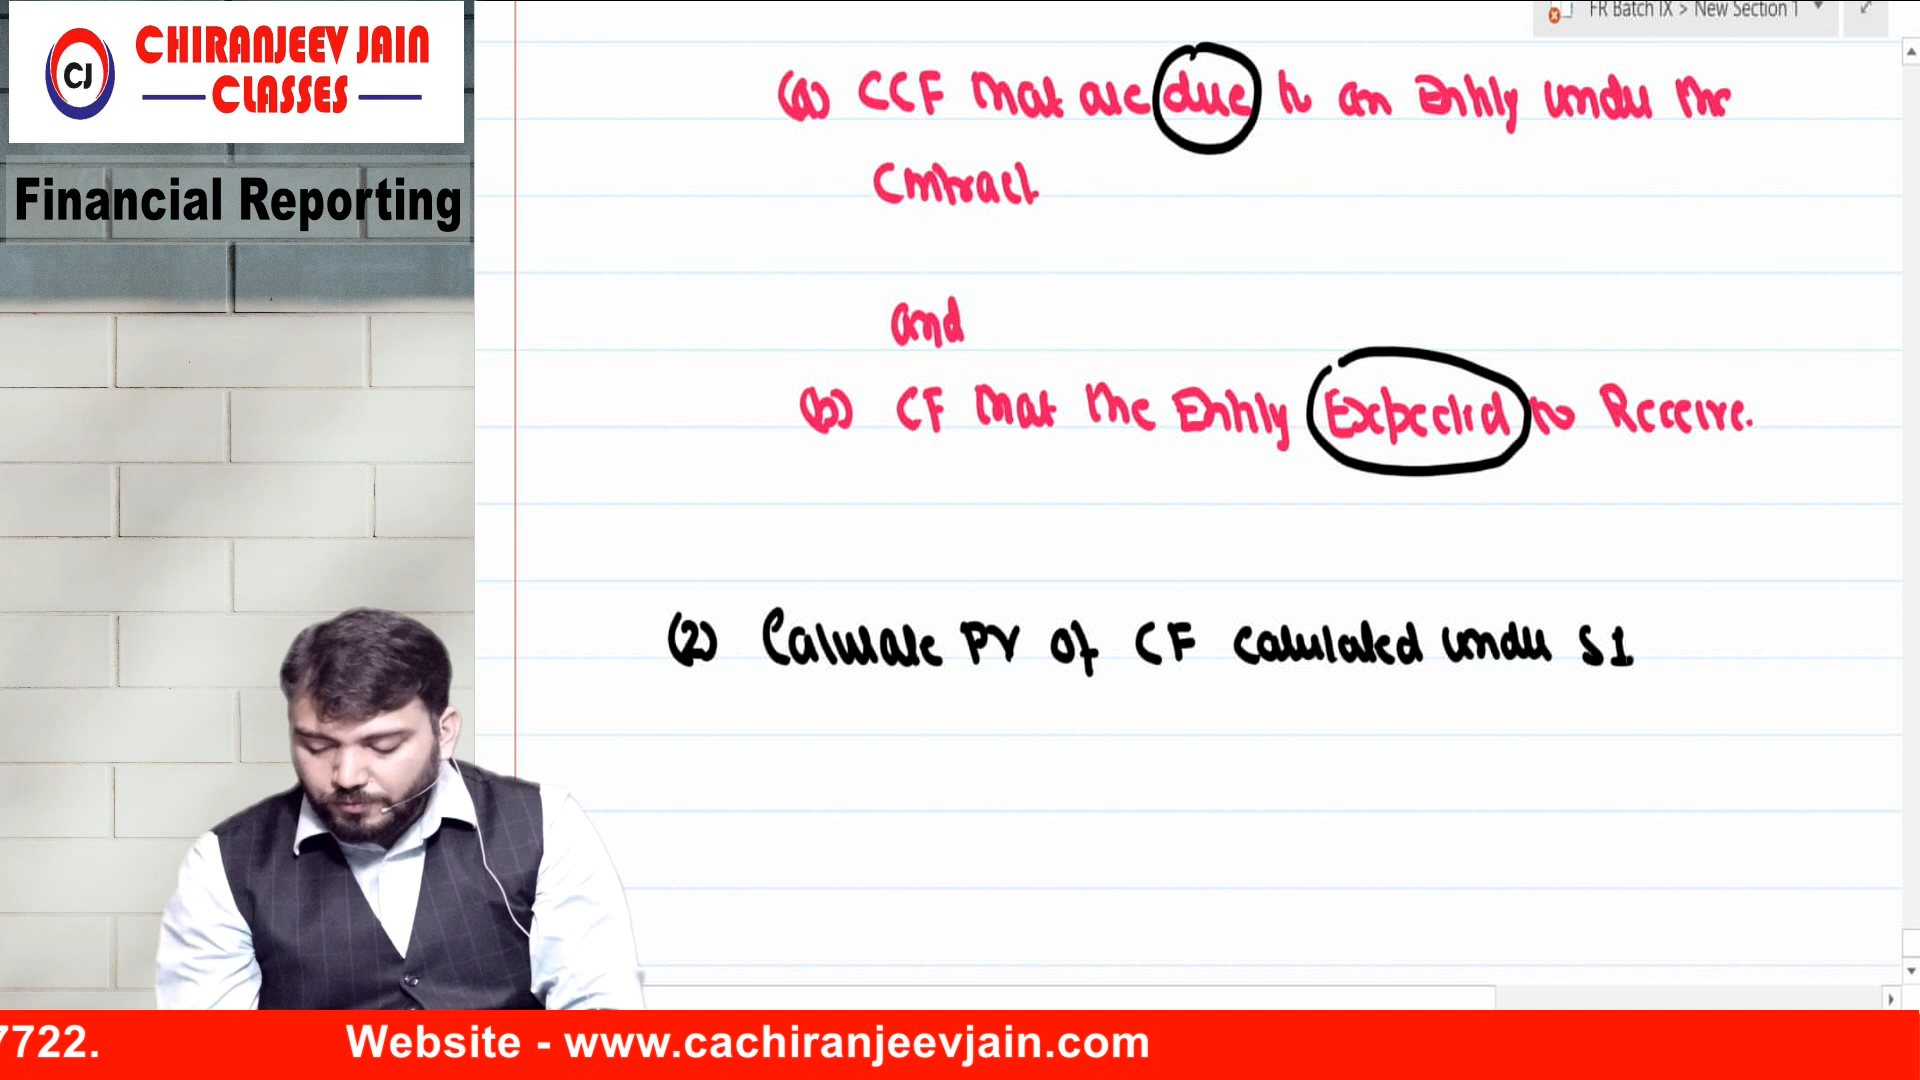 FR Batch IX > New Section 1
CHIRANJEEV JAIN
CJ
CLASSES
Financial Reporting
(a) CCF that are due to an Entity under the
Contract
and
(b) CF that the Entity Expected to Receive.
(2) Calculate PV of CF calculated under S1
7722.
Website - www.cachiranjeevjain.com